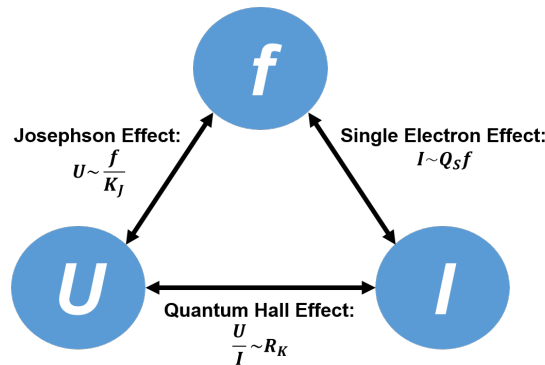 f
Josephson Effect:
U~f/K_J
Single Electron Effect:
I~Q_S f
U
I
Quantum Hall Effect:
U/I~R_K